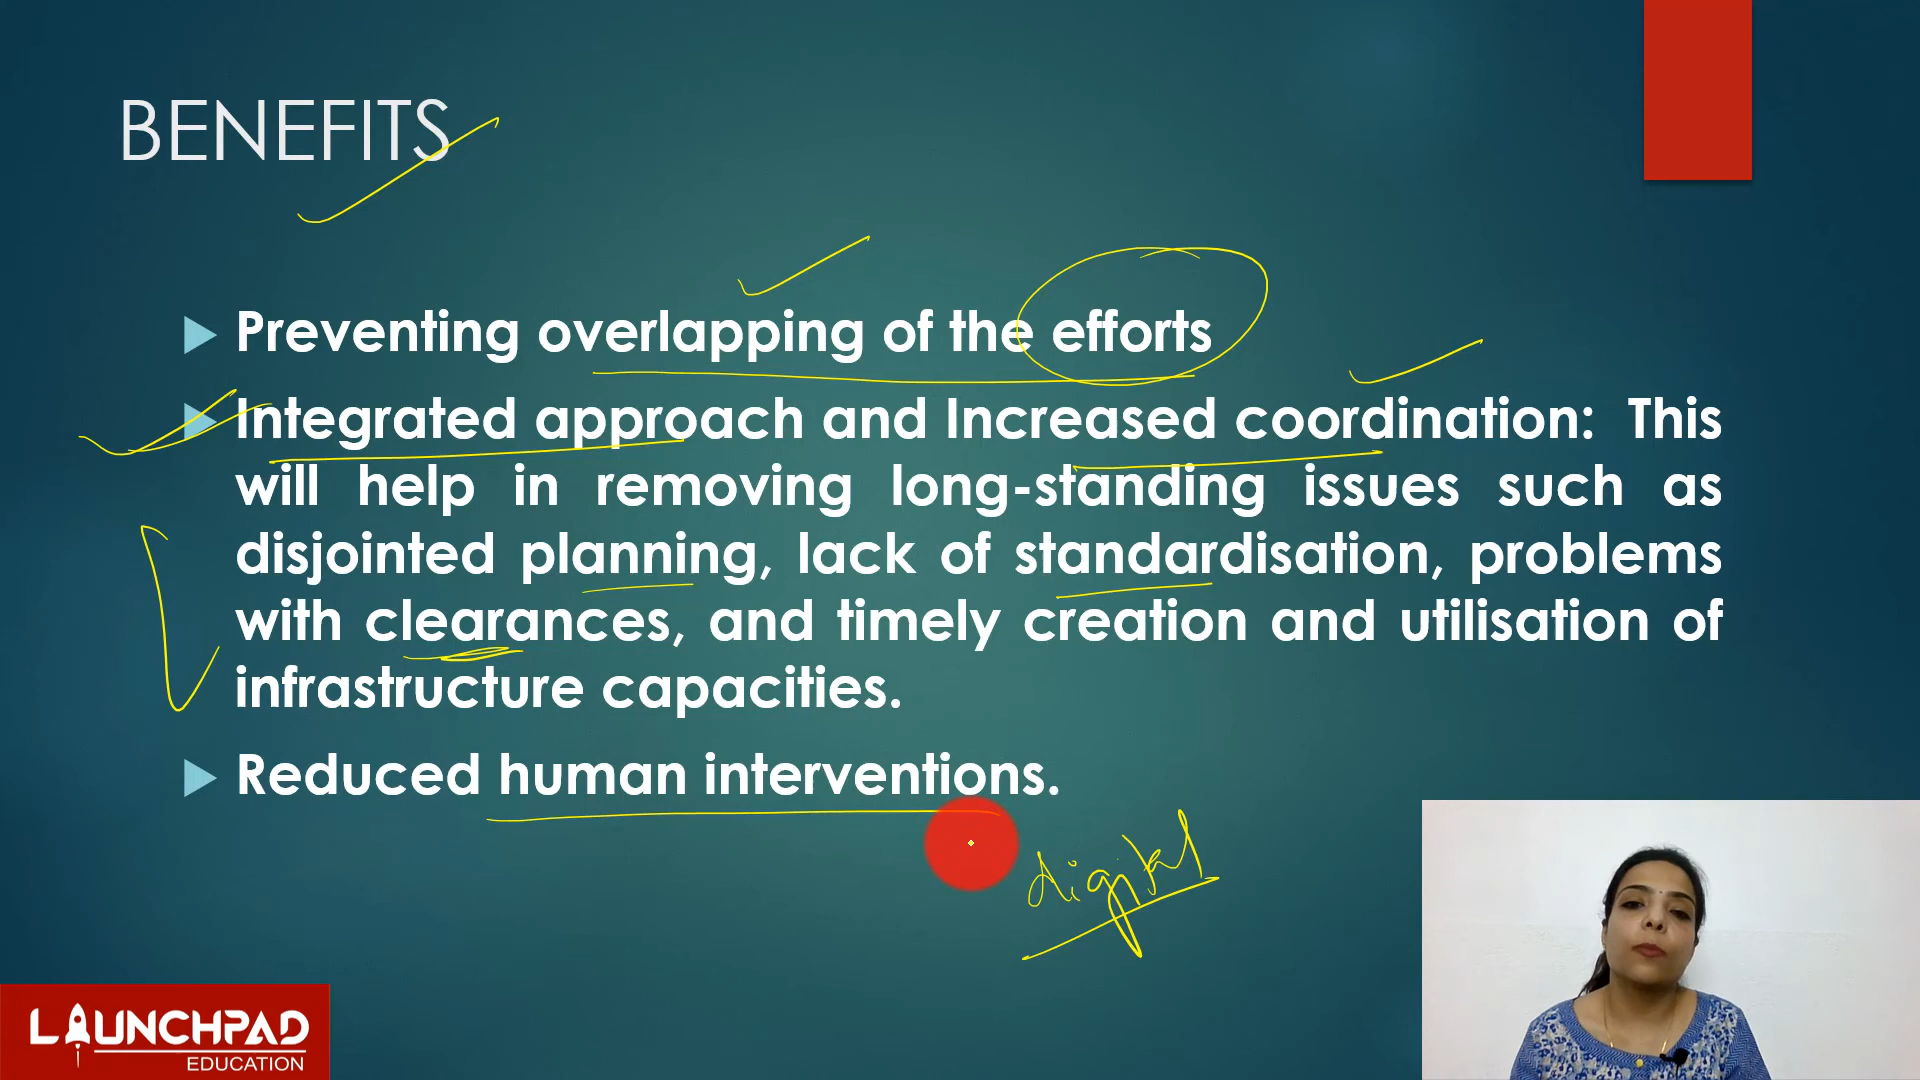 BENEFITS
Preventing overlapping of the efforts
Integrated approach and Increased coordination: This
will help in removing long-standing issues such as
disjointed planning, lack of standardisation, problems
with clearances, and timely creation and utilisation of
infrastructure capacities.
Reduced human interventions.
digital
LAUNCHPAD
EDUCATION